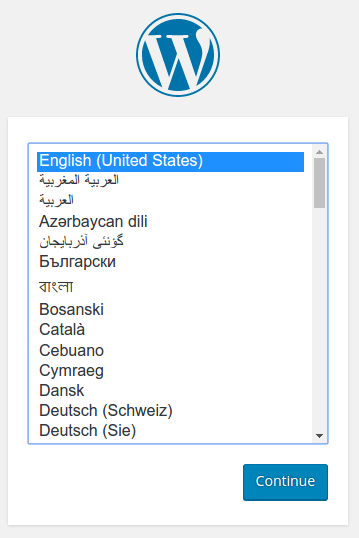 English (United States)
العربية المغربية
العربية
Azərbaycan dili
گؤنئی آذربایجان
Български
বাংলা
Bosanski
Català
Cebuano
Cymraeg
Dansk
Deutsch (Schweiz)
Deutsch (Sie)
Continue